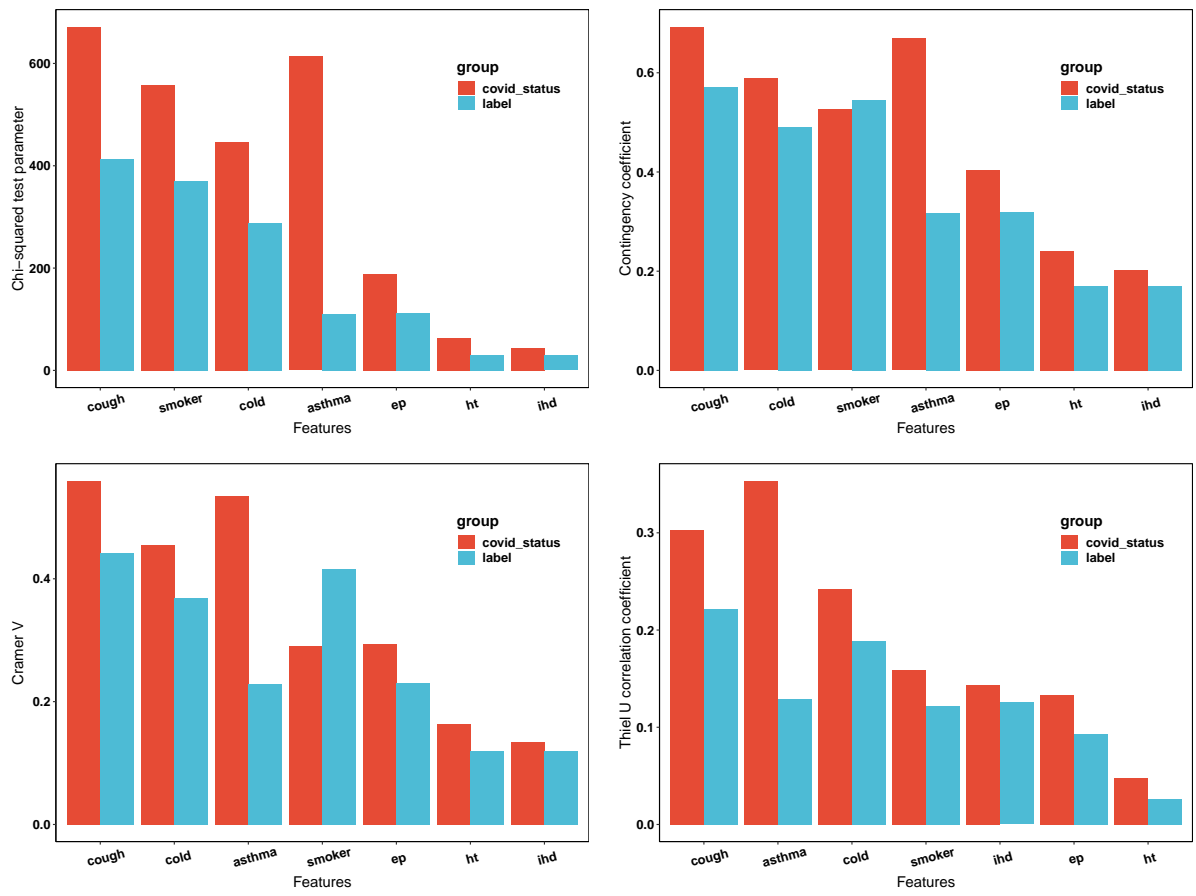 Chi-squared test parameter
600
400
200
0
group
covid_status
label
cough smoker cold asthma ep ht ihd
Features
Contingency coefficient
0.6
0.4
0.2
0.0
group
covid_status
label
cough cold smoker asthma ep ht ihd
Features
Cramer V
0.4
0.2
0.0
group
covid_status
label
cough cold asthma smoker ep ht ihd
Features
Thiel U correlation coefficient
0.3
0.2
0.1
0.0
group
covid_status
label
cough asthma cold smoker ihd ep ht
Features